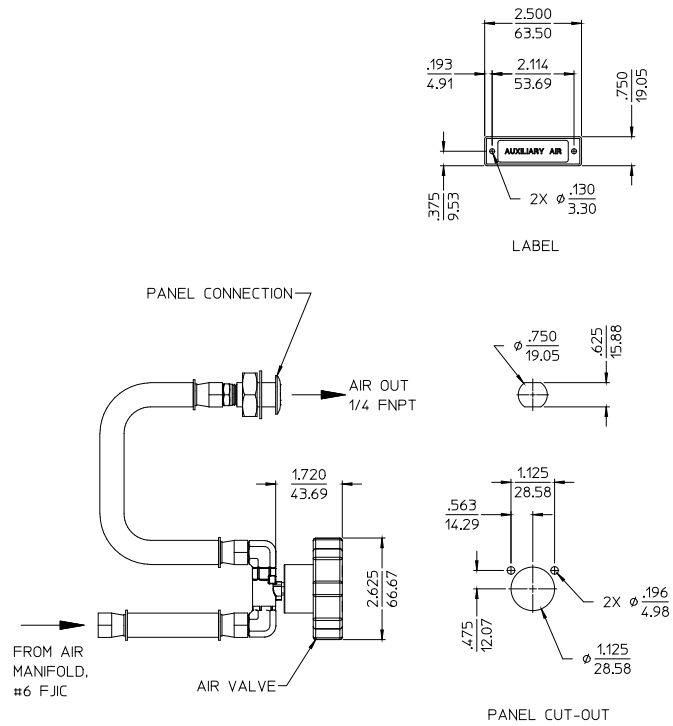 2.500
63.50
.193
4.91
2.114
53.69
.750
19.05
AUXILIARY AIR
.375
9.53
2X ⌀ .130
3.30
LABEL
PANEL CONNECTION
AIR OUT
1/4 FNPT
⌀ .750
19.05
.625
15.88
1.720
43.69
2.625
66.67
1.125
28.58
.563
14.29
.475
12.07
2X ⌀ .196
4.98
⌀ 1.125
28.58
FROM AIR
MANIFOLD,
#6 FJIC
AIR VALVE
PANEL CUT-OUT